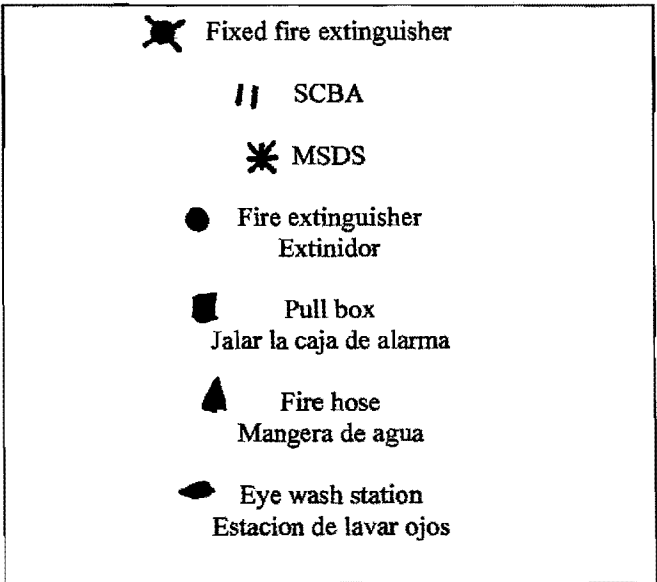 Fixed fire extinguisher
SCBA
MSDS
Fire extinguisher
Extinidor
Pull box
Jalar la caja de alarma
Fire hose
Mangera de agua
Eye wash station
Estacion de lavar ojos